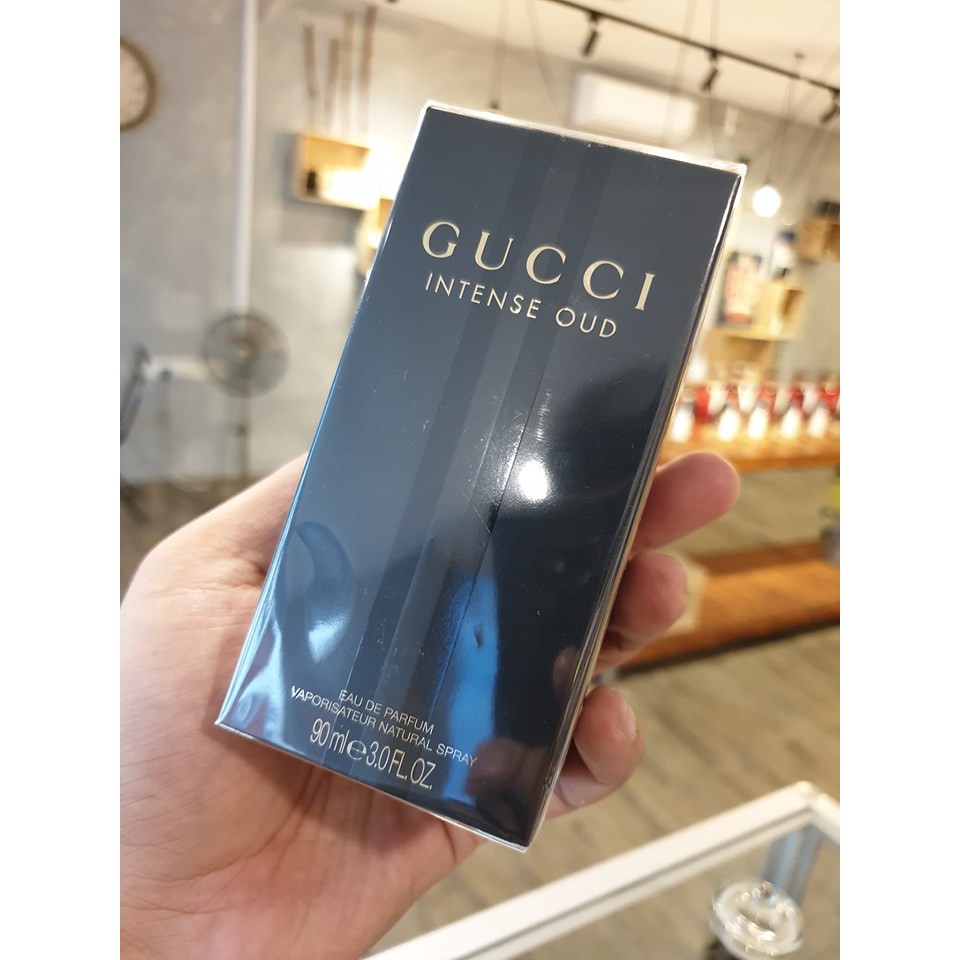 GUCCI
INTENSE OUD
EAU DE PARFUM
VAPORISATEUR NATURAL SPRAY
90 ml e 3.0 FL.OZ.